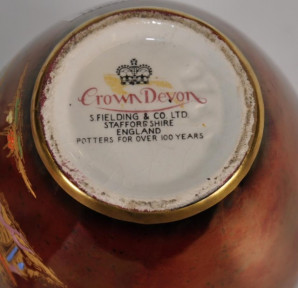 Crown Devon
S. FIELDING & CO. LTD.
STAFFORDSHIRE
ENGLAND
POTTERS FOR OVER 100 YEARS